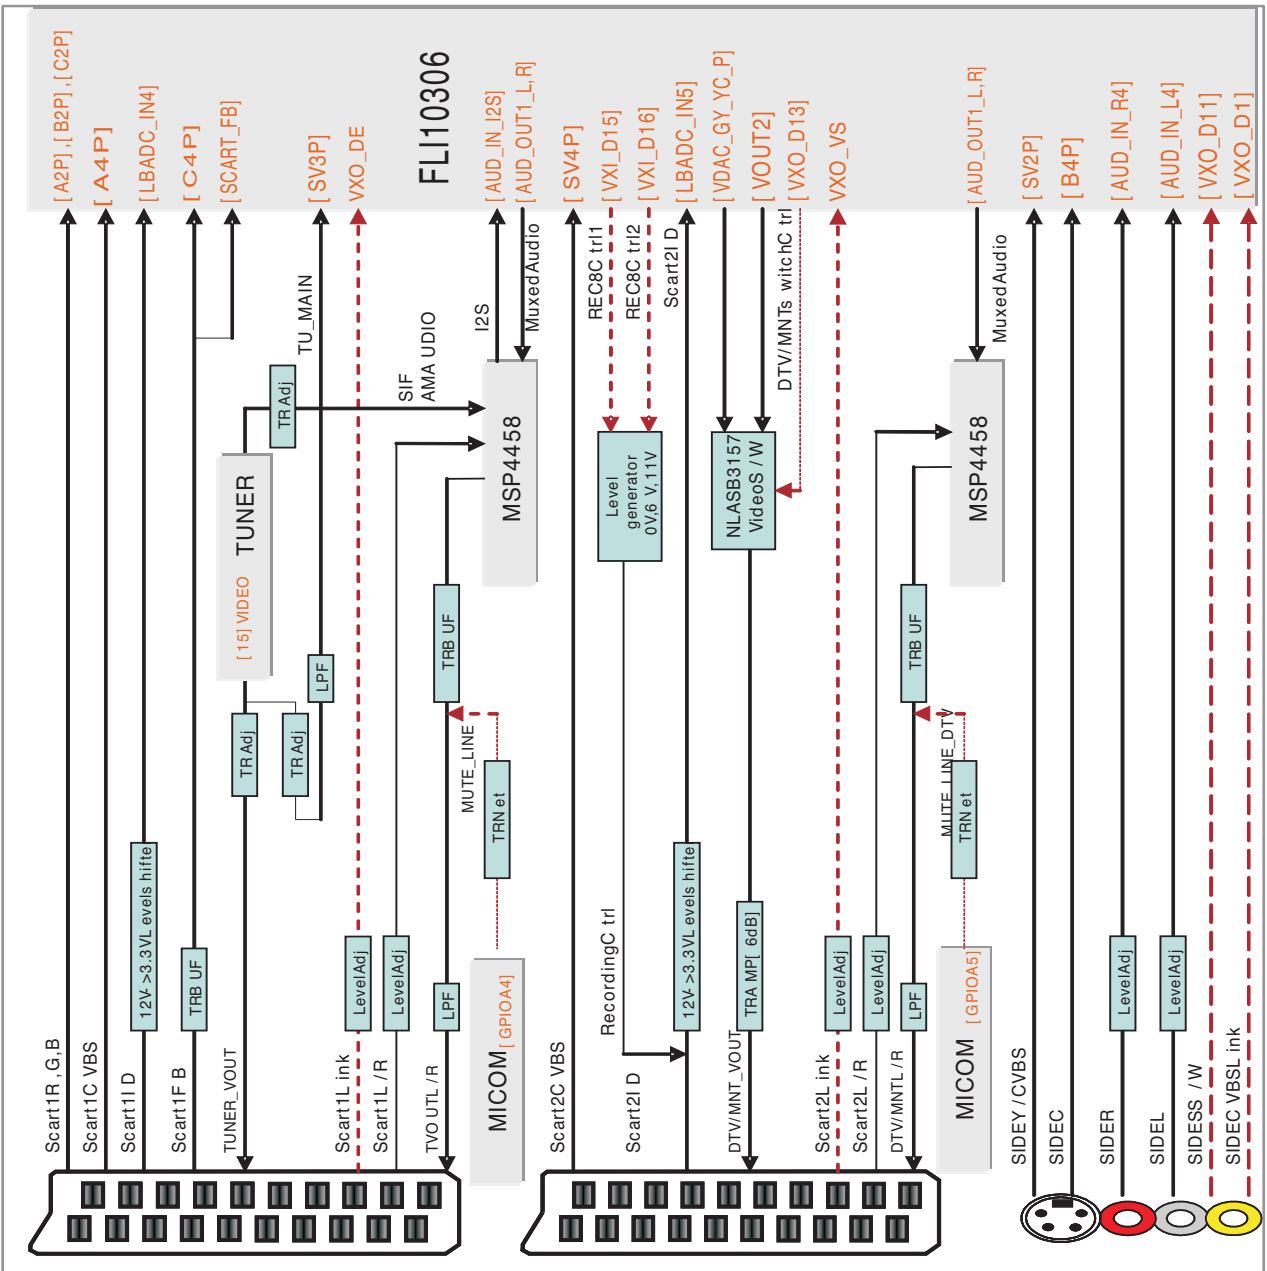 [A2P],[B2P],[C2P]
[A4P]
[LBADC_IN4]
[C4P]
[SCART_FB]
[SV3P]
VXO_DE
FLI10306
[AUD_IN_I2S]
[AUD_OUT1_L,R]
[SV4P]
[VXI_D15]
[VXI_D16]
[LBADC_IN5]
[VDAC_GY_YC_P]
[VOUT2]
[VXO_D13]
VXO_VS
[AUD_OUT1_L,R]
[SV2P]
[B4P]
[AUD_IN_R4]
[AUD_IN_L4]
[VXO_D11]
[VXO_D1]
TU_MAIN
I2S
MuxedAudio
REC8C trl1
REC8C trl2
Scart2I D
DTV/MNTs witchC trl
MuxedAudio
TR Adj
SIF
AMA UDIO
TUNER
[15] VIDEO
MSP4458
Level
generator
0V,6 V,11V
NLASB3157
VideoS /W
MSP4458
LPF
TRB UF
TRB UF
TR Adj
TR Adj
MUTE_LINE
TRN et
MUTE_LINE_DTV
TRN et
12V->3.3VL evels hifte
TRB UF
LevelAdj
LevelAdj
LPF
RecordingC trl
12V->3.3VL evels hifte
TRA MP[ 6dB]
LevelAdj
LevelAdj
LPF
LevelAdj
LevelAdj
Scart1R ,G,B
Scart1C VBS
Scart1I D
Scart1F B
TUNER_VOUT
Scart1L ink
Scart1L /R
TVO UTL /R
MICOM
[GPIOA4]
Scart2C VBS
Scart2I D
DTV/MNT_VOUT
Scart2L ink
Scart2L /R
DTV/MNTL /R
MICOM
[GPIOA5]
SIDEY /CVBS
SIDEC
SIDER
SIDEL
SIDESS /W
SIDEC VBSL ink